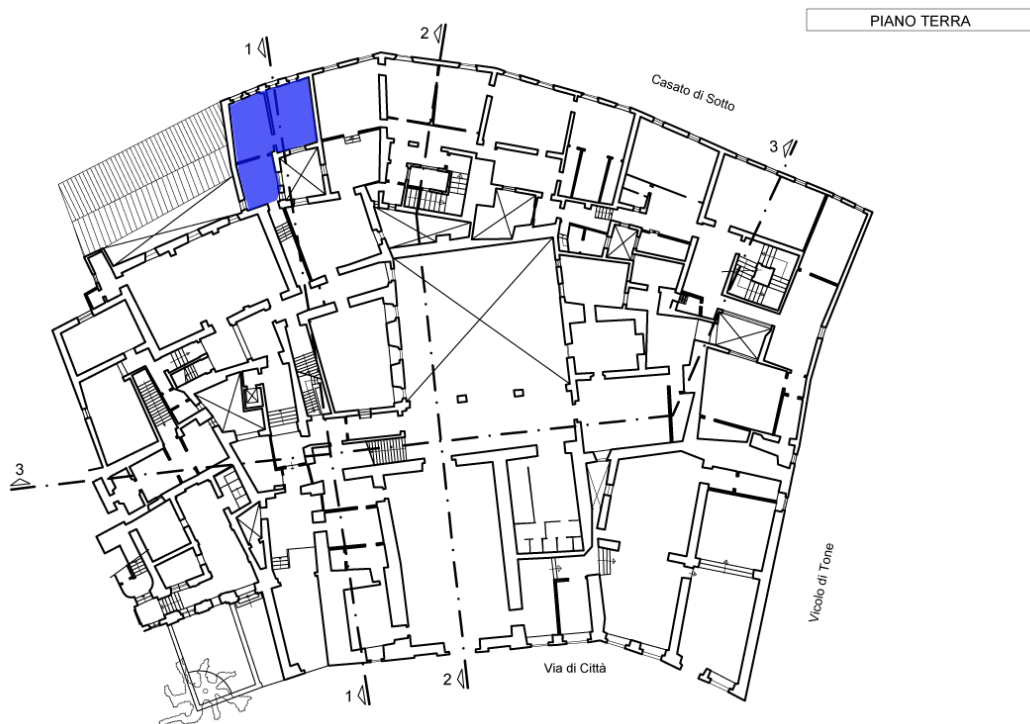 PIANO TERRA
1
2
Casato di Sotto
3
3
Vicolo di Tone
Via di Città
1
2